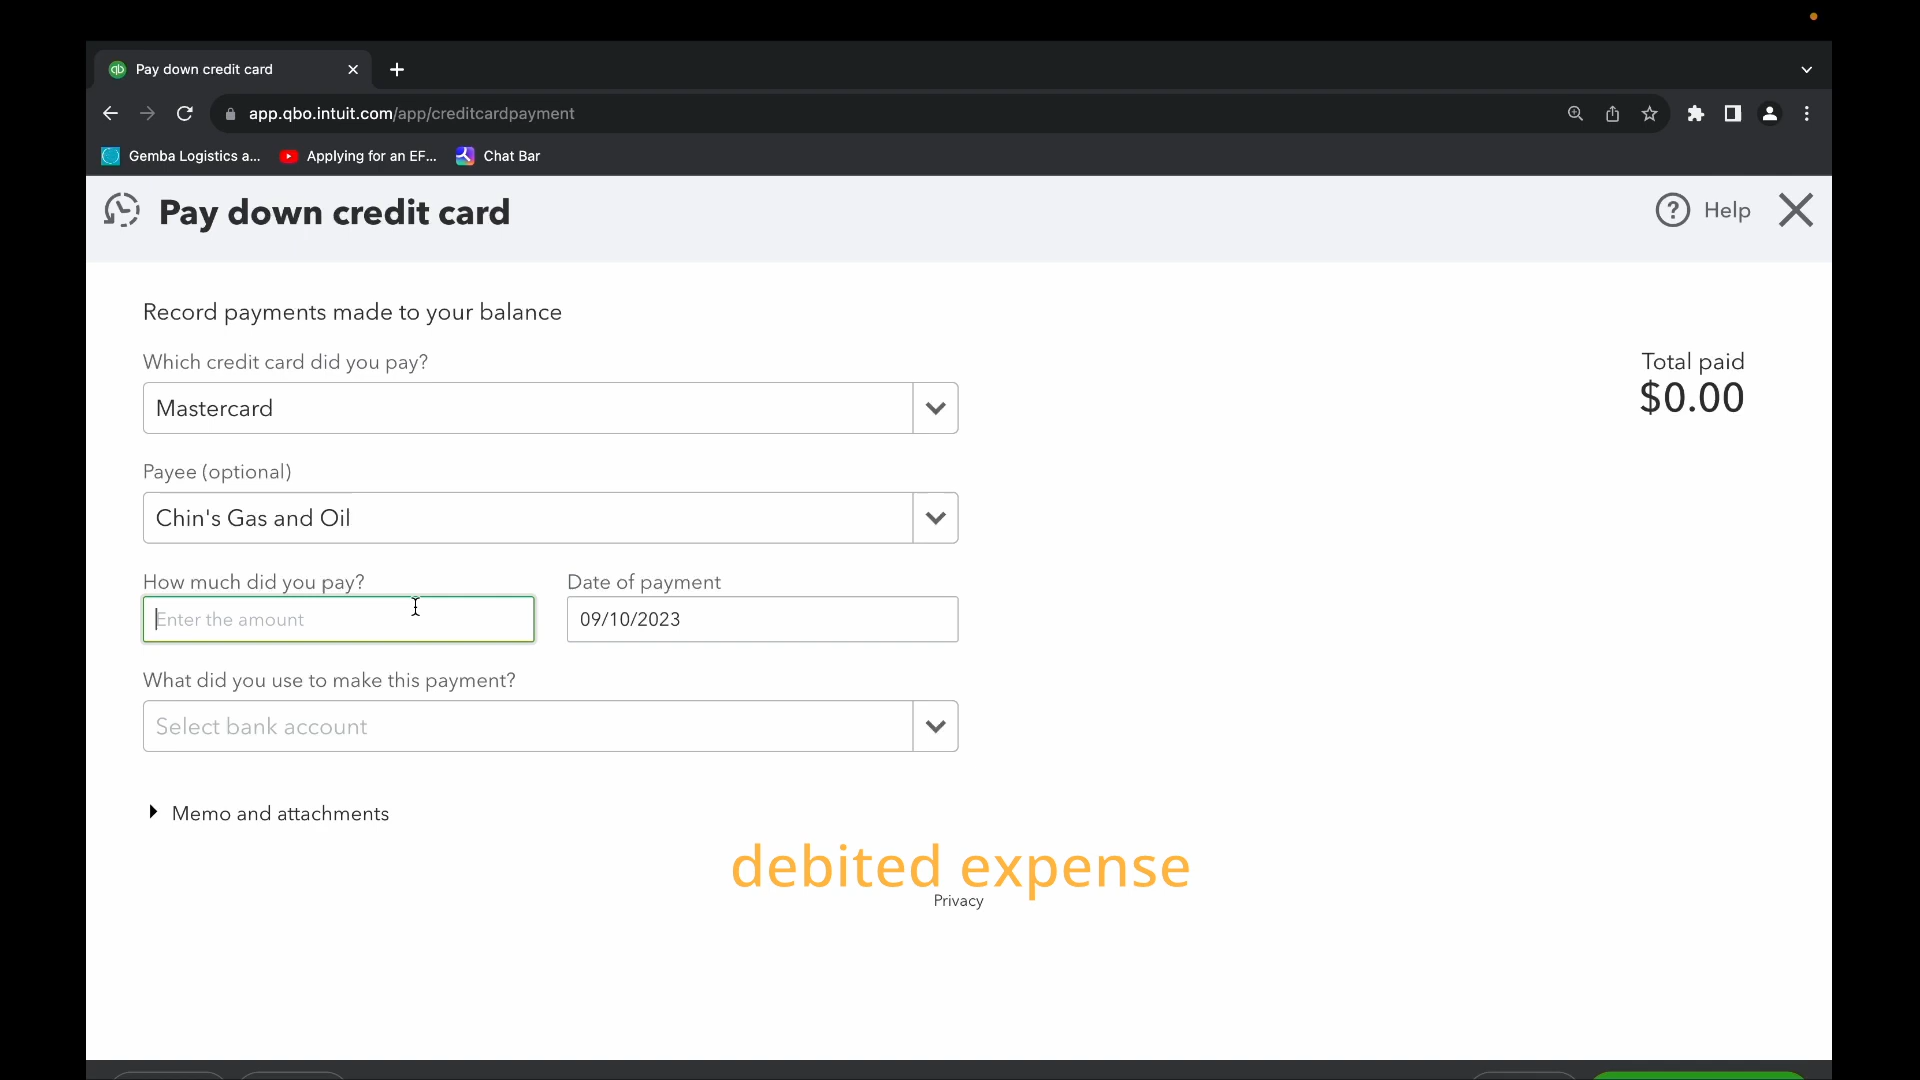 Pay down credit card
app.qbo.intuit.com/app/creditcardpayment
Gemba Logistics a... Applying for an EF... Chat Bar
Pay down credit card
? Help
Record payments made to your balance
Which credit card did you pay?
Total paid
Mastercard
$0.00
Payee (optional)
Chin's Gas and Oil
How much did you pay? Date of payment
Enter the amount 09/10/2023
What did you use to make this payment?
Select bank account
Memo and attachments
debited expense
Privacy